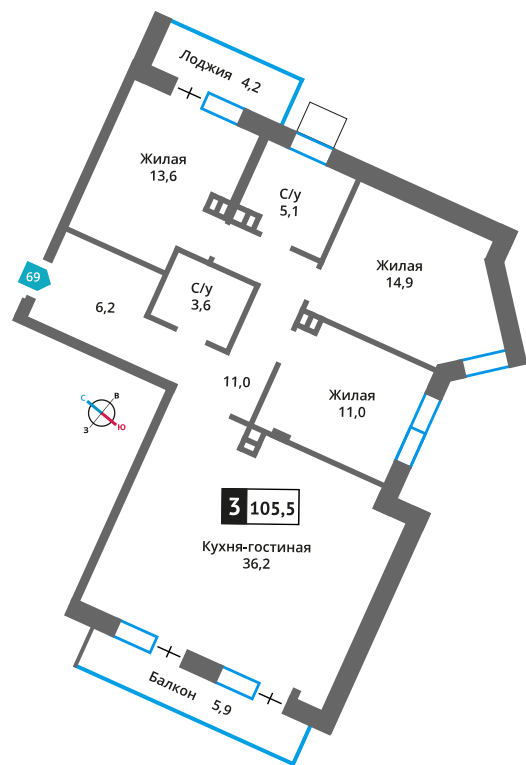 Лоджия 4,2
Жилая
13,6
С/у
5,1
Жилая
14,9
69
6,2
С/у
3,6
11,0
Жилая
11,0
С
В
З
Ю
3 105,5
Кухня-гостиная
36,2
Балкон 5,9